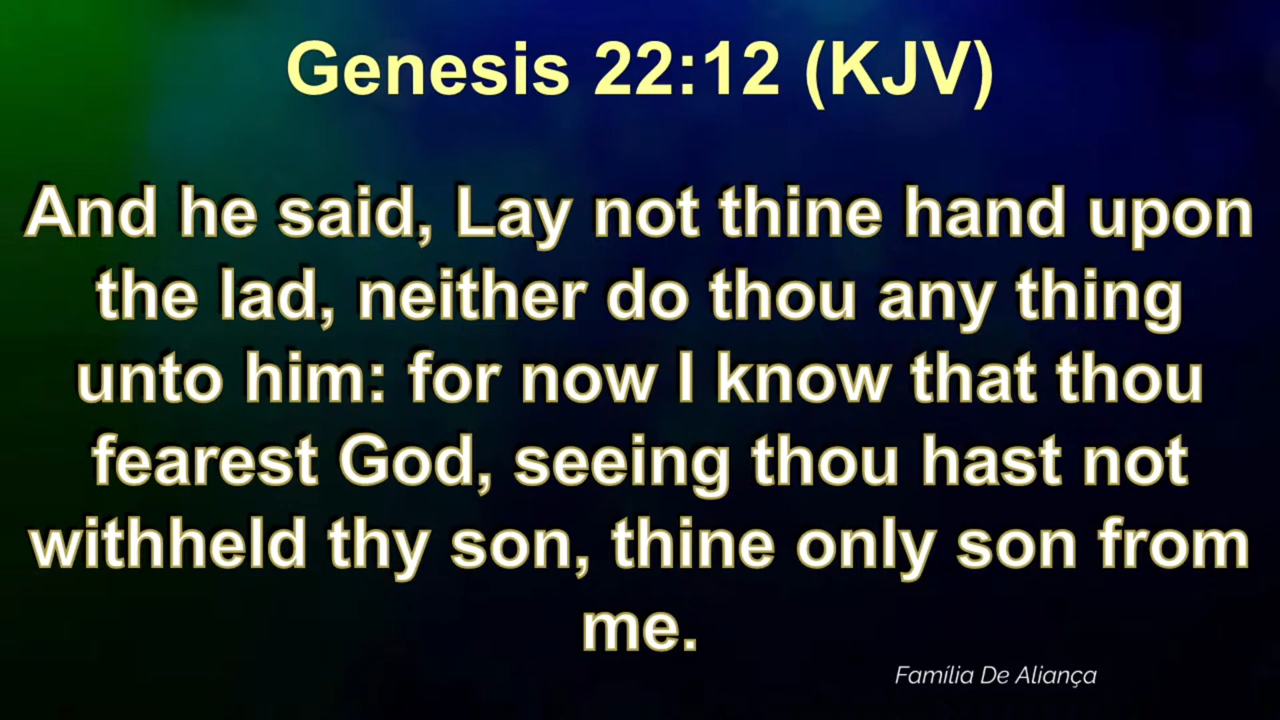 Genesis 22:12 (KJV)
And he said, Lay not thine hand upon
the lad, neither do thou any thing
unto him: for now I know that thou
fearest God, seeing thou hast not
withheld thy son, thine only son from
me.
Família De Aliança